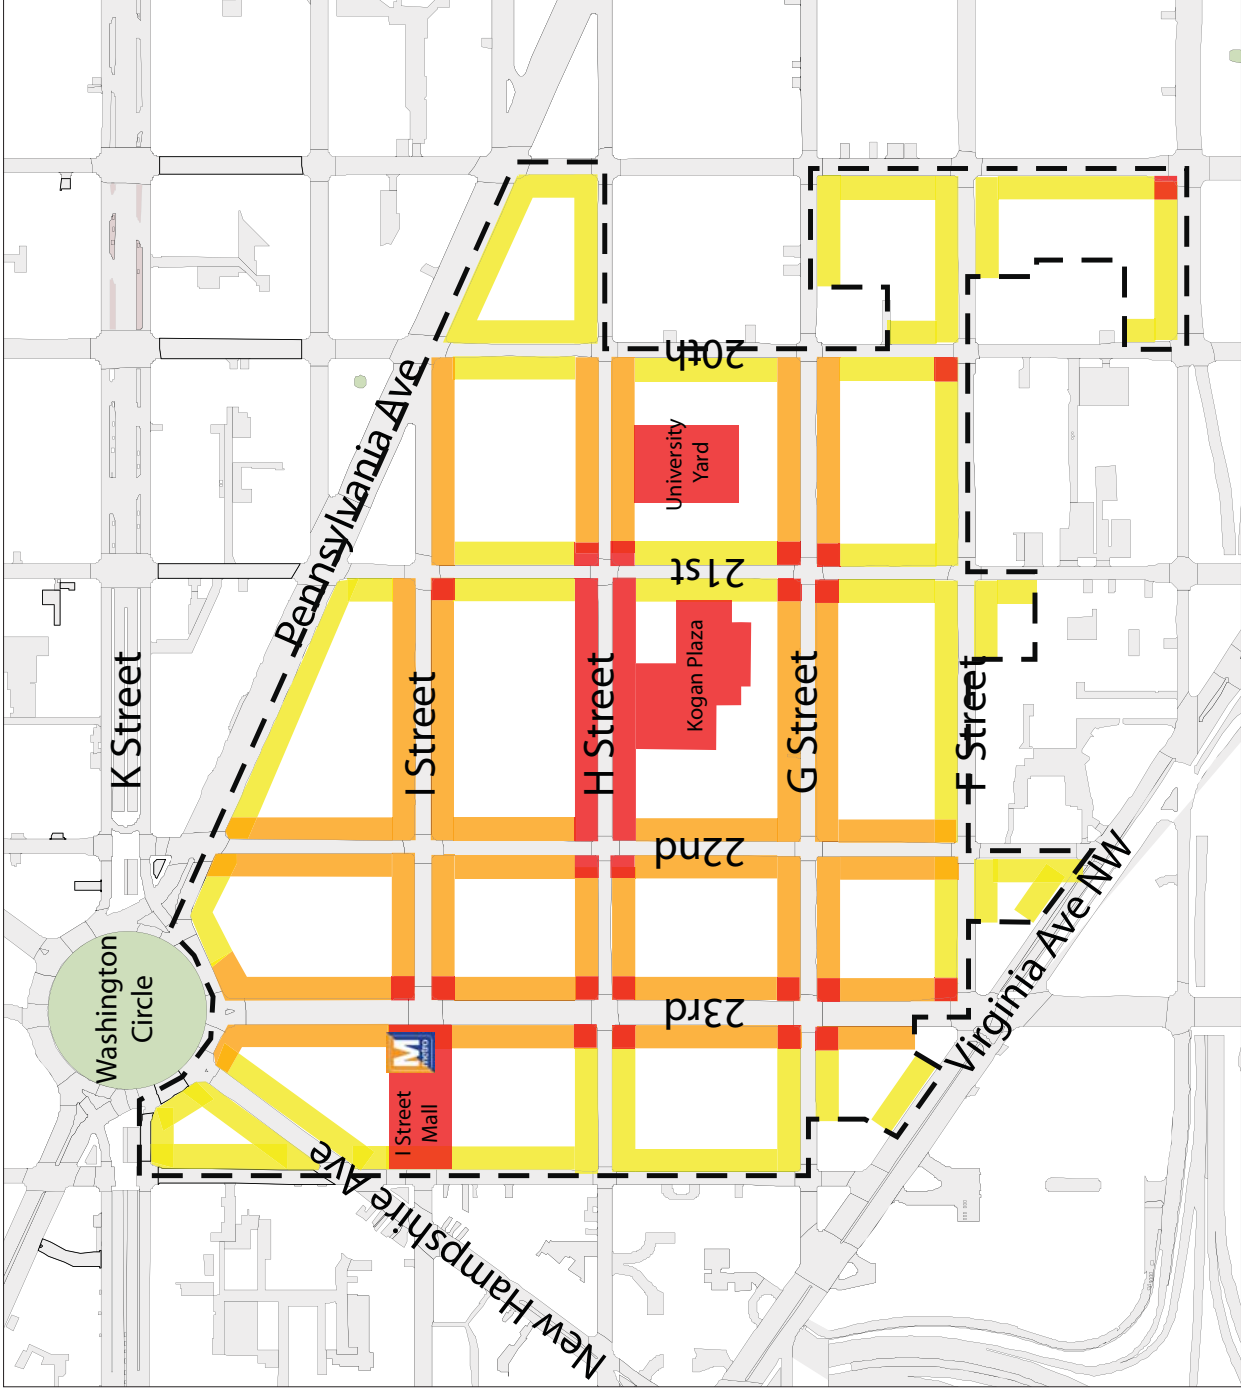 K Street
Pennsylvania Ave
Washington
Circle
I Street
H Street
G Street
F Street
20th
21st
22nd
23rd
University
Yard
Kogan Plaza
I Street
Mall
M
metro
New Hampshire Ave
Virginia Ave NW